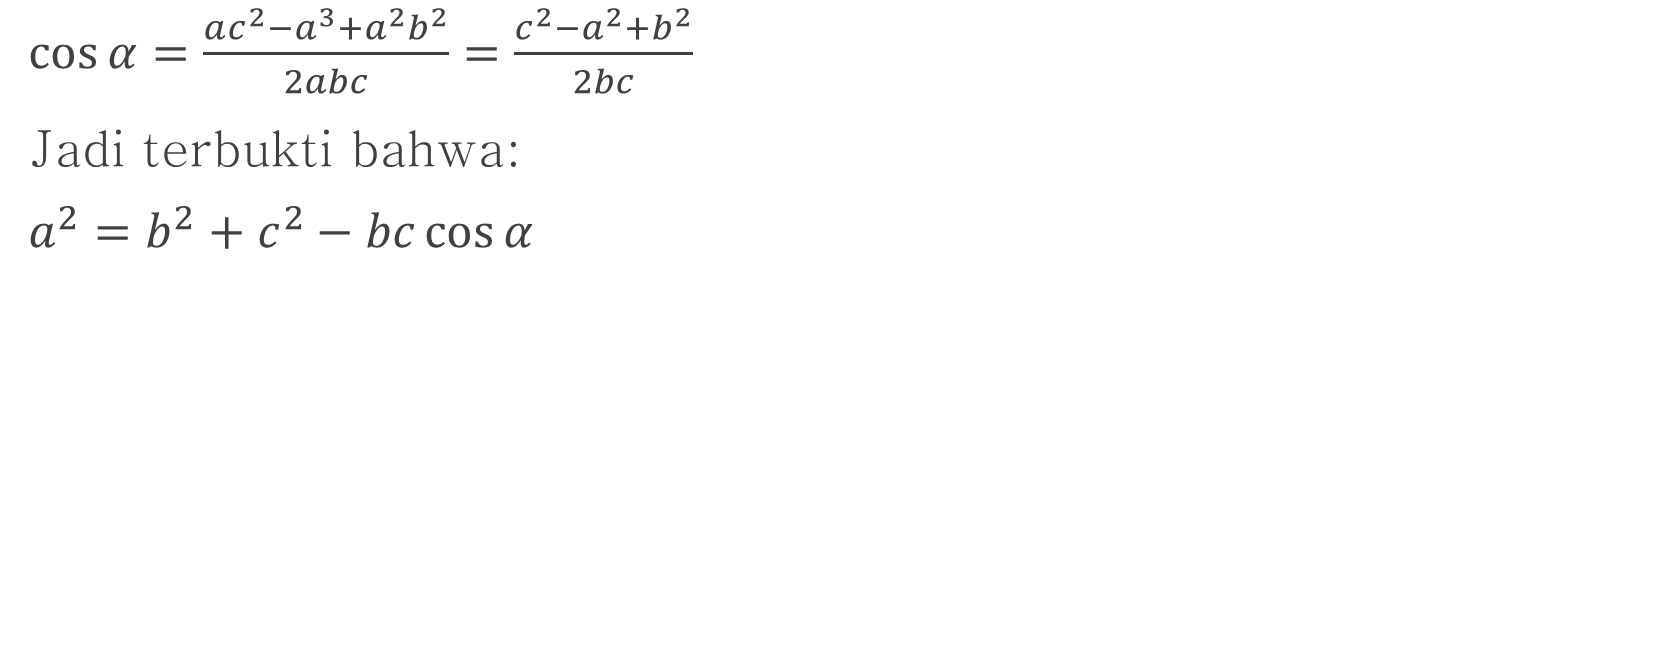 cos α = (ac² − a³ + a²b²)/(2abc) = (c² − a² + b²)/(2bc)
Jadi terbukti bahwa:
a² = b² + c² − bc cos α